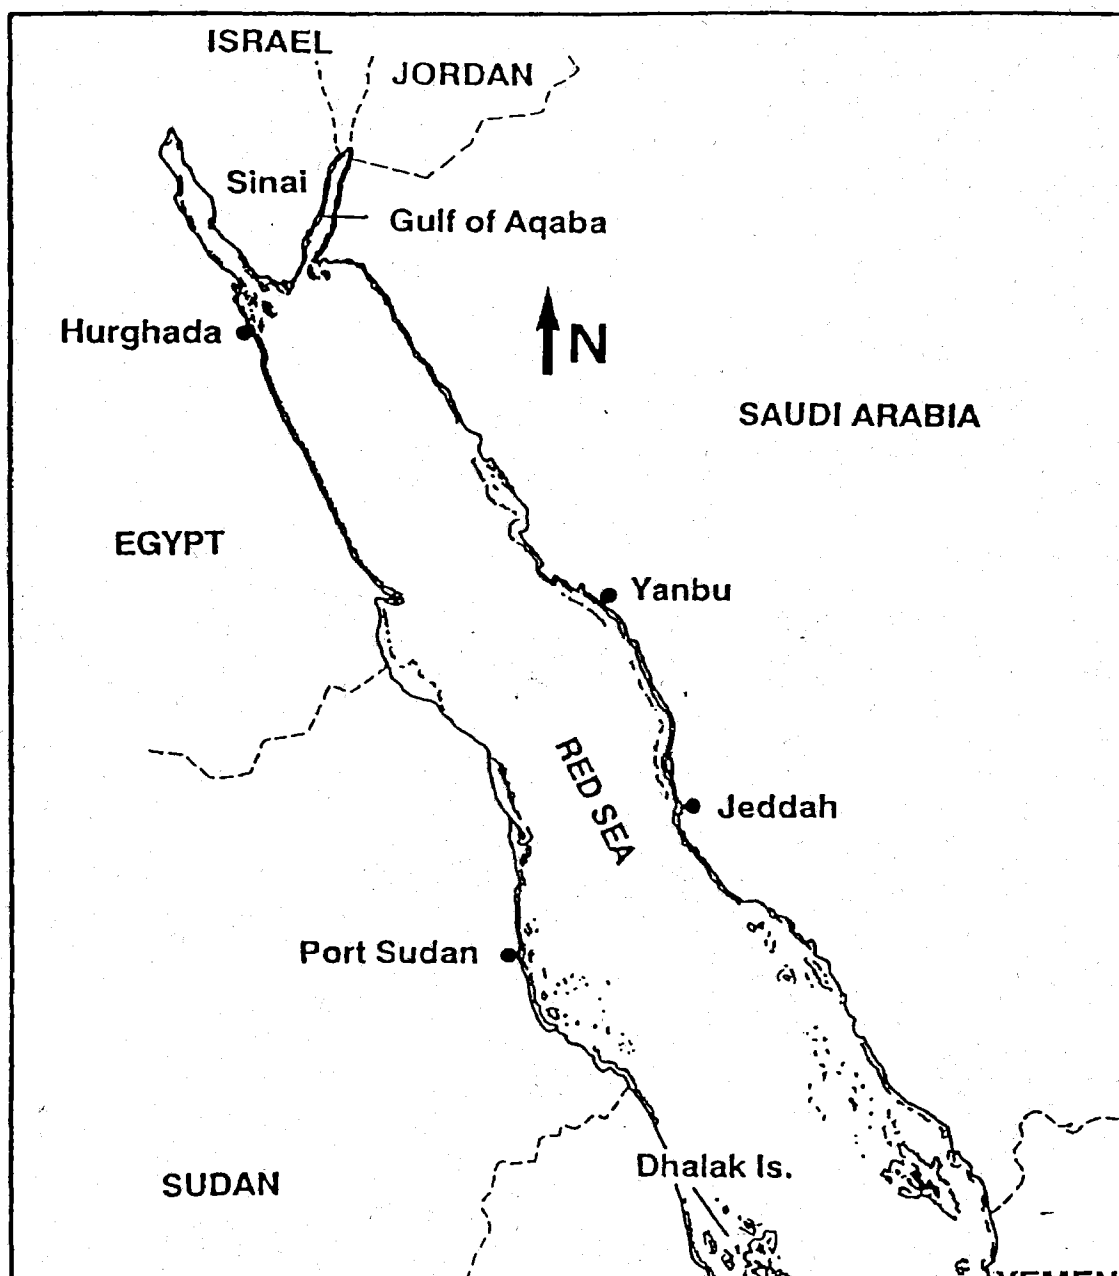 ISRAEL
JORDAN
Sinai
Gulf of Aqaba
Hurghada
N
SAUDI ARABIA
EGYPT
Yanbu
RED SEA
Jeddah
Port Sudan
Dhalak Is.
SUDAN
YEMEN